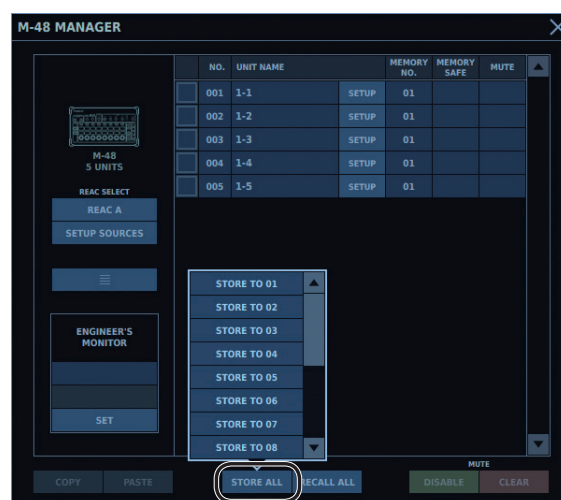 M-48 MANAGER
NO. UNIT NAME MEMORY NO. MEMORY SAFE MUTE
001 1-1 SETUP 01
002 1-2 SETUP 01
003 1-3 SETUP 01
004 1-4 SETUP 01
005 1-5 SETUP 01
M-48
5 UNITS
REAC SELECT
REAC A
SETUP SOURCES
ENGINEER'S
MONITOR
SET
STORE TO 01
STORE TO 02
STORE TO 03
STORE TO 04
STORE TO 05
STORE TO 06
STORE TO 07
STORE TO 08
MUTE
COPY PASTE STORE ALL RECALL ALL DISABLE CLEAR